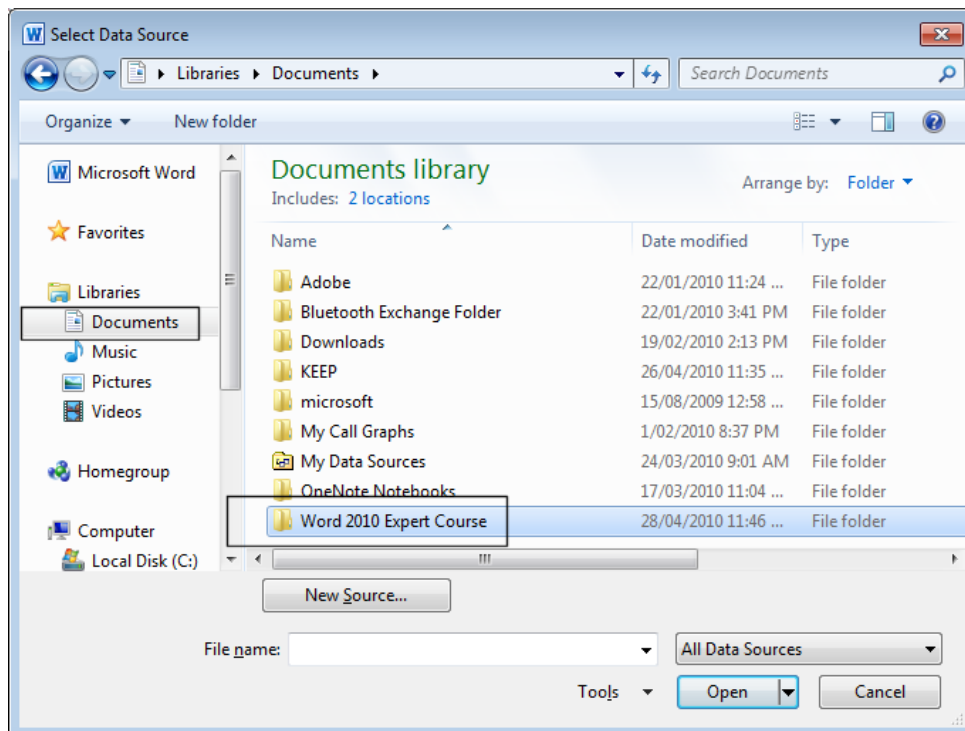 Select Data Source
Libraries Documents Search Documents
Organize New folder
Microsoft Word
Favorites
Libraries
Documents
Music
Pictures
Videos
Homegroup
Computer
Local Disk (C:)
Documents library
Includes: 2 locations
Arrange by: Folder
Name Date modified Type
Adobe 22/01/2010 11:24 ... File folder
Bluetooth Exchange Folder 22/01/2010 3:41 PM File folder
Downloads 19/02/2010 2:13 PM File folder
KEEP 26/04/2010 11:35 ... File folder
microsoft 15/08/2009 12:58 ... File folder
My Call Graphs 1/02/2010 8:37 PM File folder
My Data Sources 24/03/2010 9:01 AM File folder
OneNote Notebooks 17/03/2010 11:04 ... File folder
Word 2010 Expert Course 28/04/2010 11:46 ... File folder
New Source...
File name: All Data Sources
Tools Open Cancel